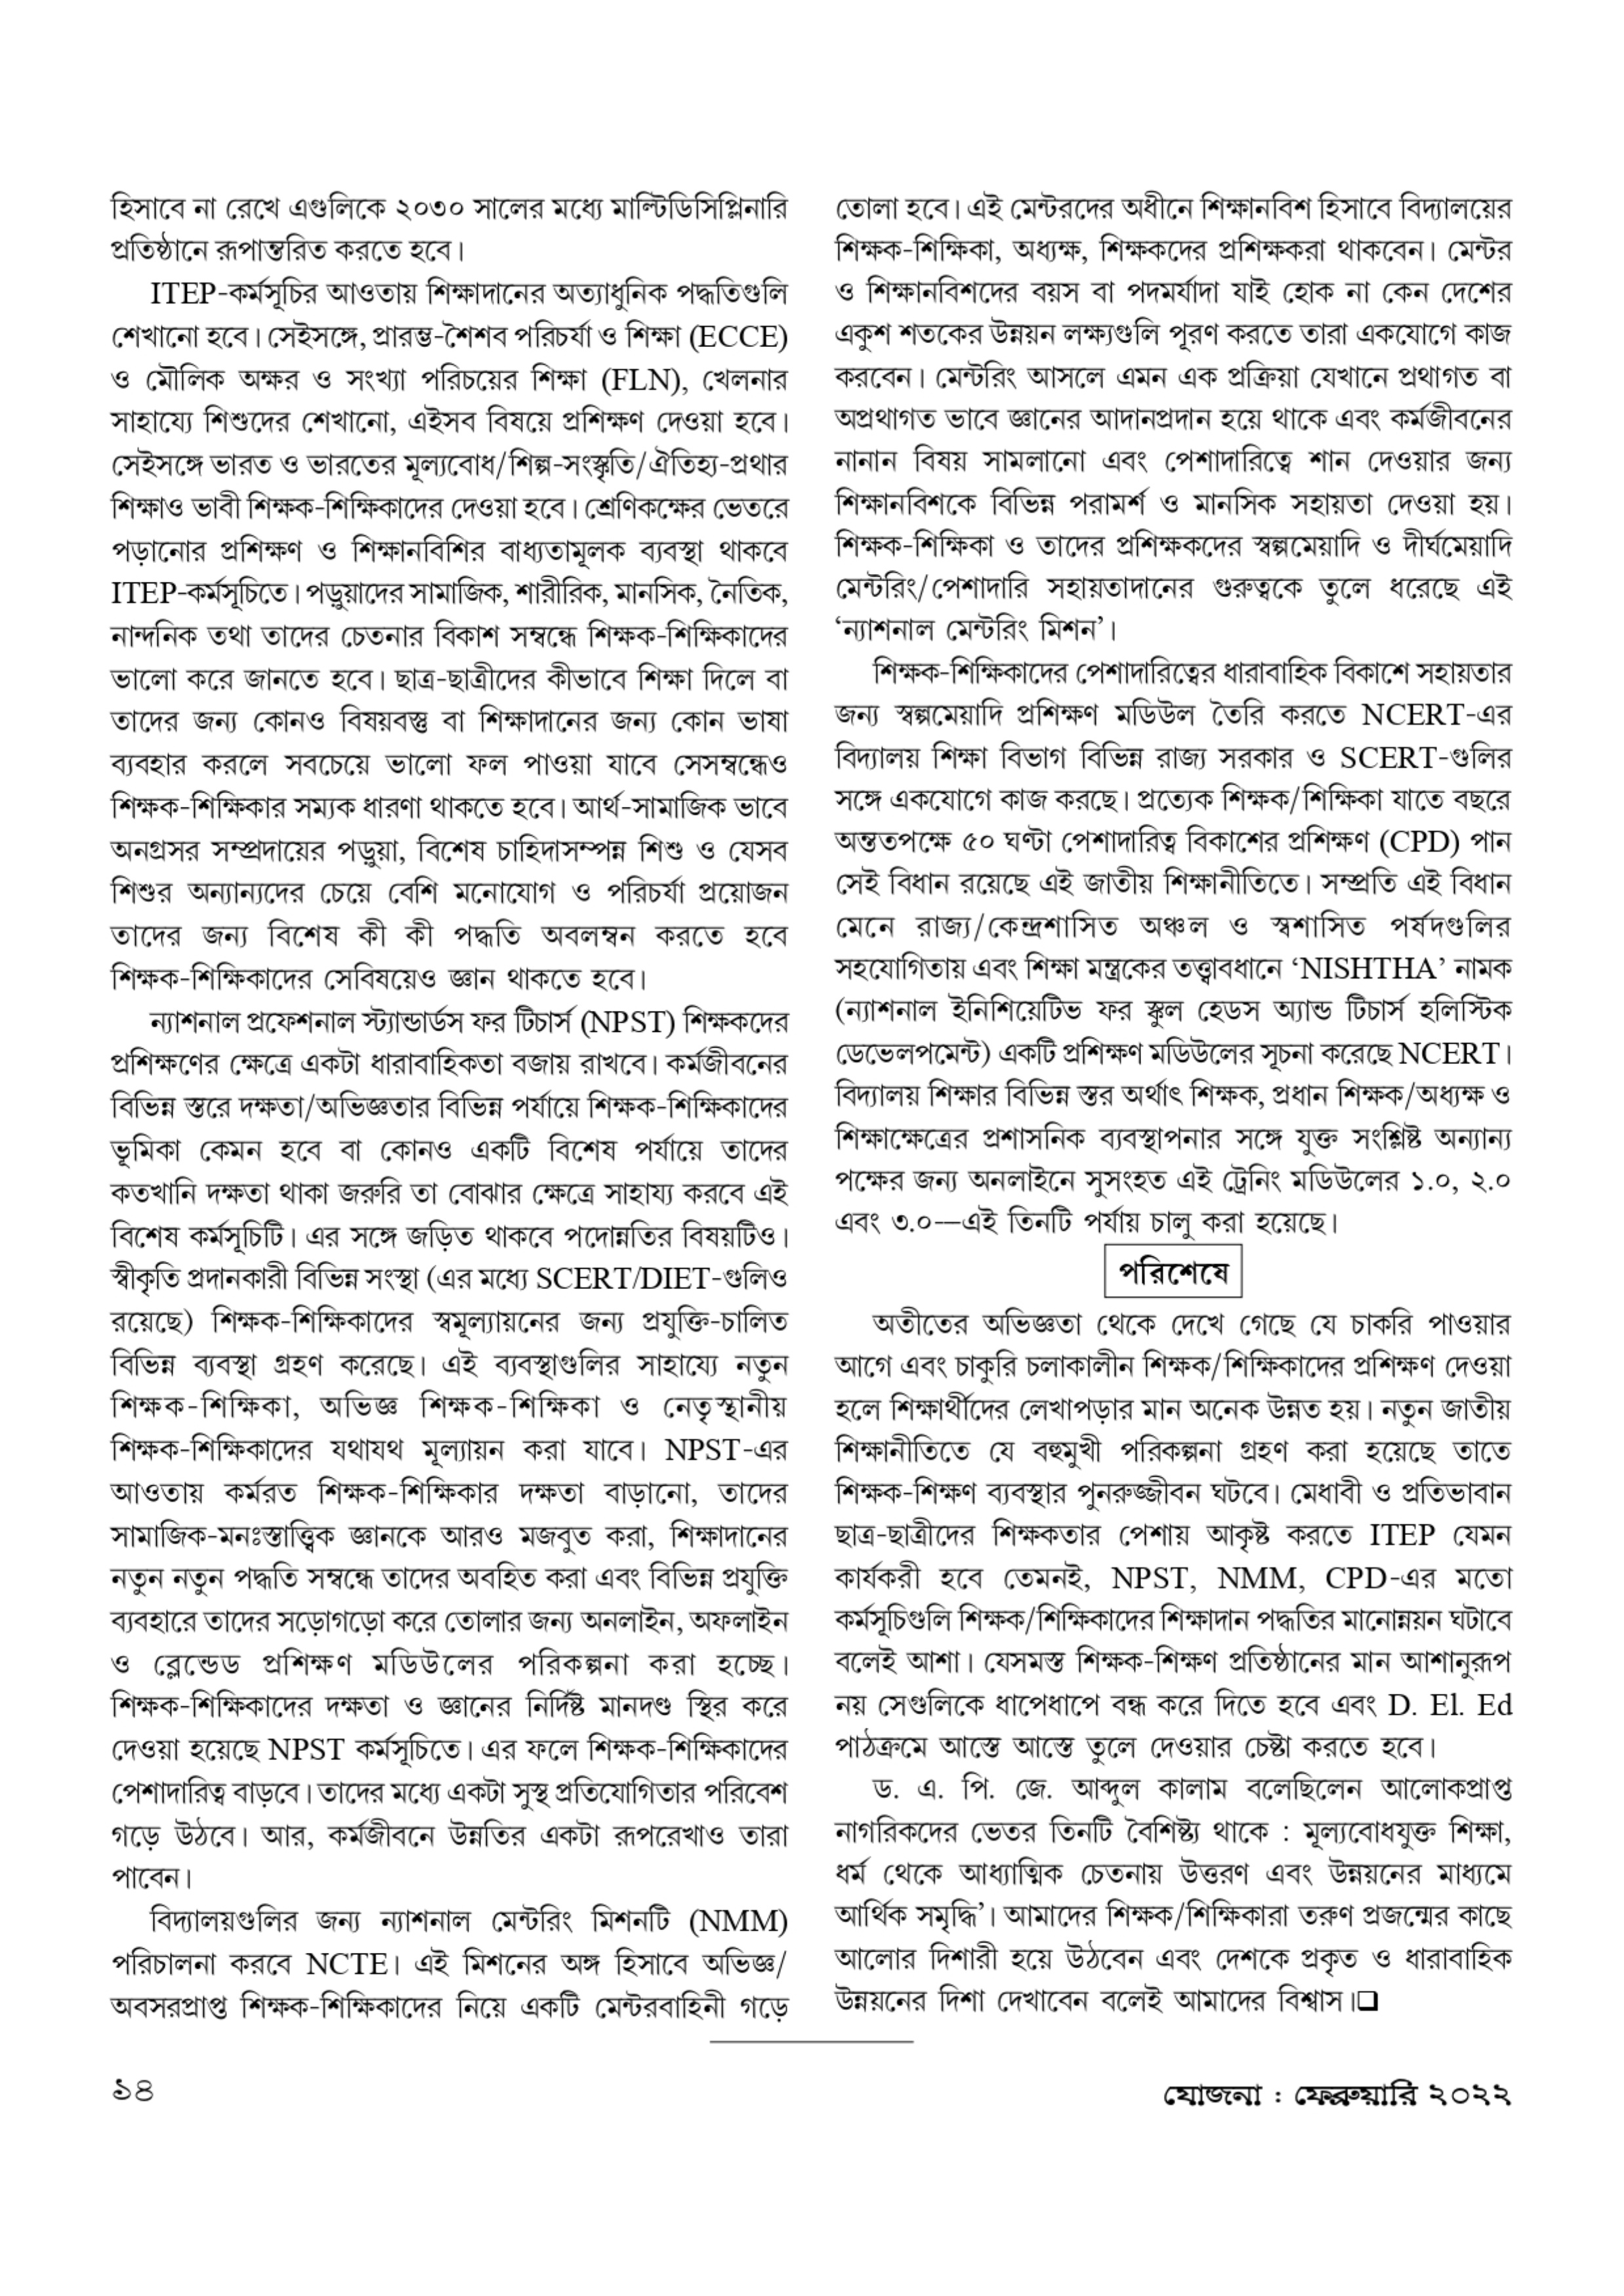 হিসাবে না রেখে এগুলিকে ২০৩০ সালের মধ্যে মাল্টিডিসিপ্লিনারি
প্রতিষ্ঠানে রূপান্তরিত করতে হবে।
ITEP-কর্মসূচির আওতায় শিক্ষাদানের অত্যাধুনিক পদ্ধতিগুলি
শেখানো হবে। সেইসঙ্গে, প্রারম্ভ-শৈশব পরিচর্যা ও শিক্ষা (ECCE)
ও মৌলিক অক্ষর ও সংখ্যা পরিচয়ের শিক্ষা (FLN), খেলনার
সাহায্যে শিশুদের শেখানো, এইসব বিষয়ে প্রশিক্ষণ দেওয়া হবে।
সেইসঙ্গে ভারত ও ভারতের মূল্যবোধ/শিল্প-সংস্কৃতি/ঐতিহ্য-প্রথার
শিক্ষাও ভাবী শিক্ষক-শিক্ষিকাদের দেওয়া হবে। শ্রেণিকক্ষের ভেতরে
পড়ানোর প্রশিক্ষণ ও শিক্ষানবিশির বাধ্যতামূলক ব্যবস্থা থাকবে
ITEP-কর্মসূচিতে। পড়ুয়াদের সামাজিক, শারীরিক, মানসিক, নৈতিক,
নান্দনিক তথা তাদের চেতনার বিকাশ সম্বন্ধে শিক্ষক-শিক্ষিকাদের
ভালো করে জানতে হবে। ছাত্র-ছাত্রীদের কীভাবে শিক্ষা দিলে বা
তাদের জন্য কোনও বিষয়বস্তু বা শিক্ষাদানের জন্য কোন ভাষা
ব্যবহার করলে সবচেয়ে ভালো ফল পাওয়া যাবে সেসম্বন্ধেও
শিক্ষক-শিক্ষিকার সম্যক ধারণা থাকতে হবে। আর্থ-সামাজিক ভাবে
অনগ্রসর সম্প্রদায়ের পড়ুয়া, বিশেষ চাহিদাসম্পন্ন শিশু ও যেসব
শিশুর অন্যান্যদের চেয়ে বেশি মনোযোগ ও পরিচর্যা প্রয়োজন
তাদের জন্য বিশেষ কী কী পদ্ধতি অবলম্বন করতে হবে
শিক্ষক-শিক্ষিকাদের সেবিষয়েও জ্ঞান থাকতে হবে।
ন্যাশনাল প্রফেশনাল স্ট্যান্ডার্ডস ফর টিচার্স (NPST) শিক্ষকদের
প্রশিক্ষণের ক্ষেত্রে একটা ধারাবাহিকতা বজায় রাখবে। কর্মজীবনের
বিভিন্ন স্তরে দক্ষতা/অভিজ্ঞতার বিভিন্ন পর্যায়ে শিক্ষক-শিক্ষিকাদের
ভূমিকা কেমন হবে বা কোনও একটি বিশেষ পর্যায়ে তাদের
কতখানি দক্ষতা থাকা জরুরি তা বোঝার ক্ষেত্রে সাহায্য করবে এই
বিশেষ কর্মসূচিটি। এর সঙ্গে জড়িত থাকবে পদোন্নতির বিষয়টিও।
স্বীকৃতি প্রদানকারী বিভিন্ন সংস্থা (এর মধ্যে SCERT/DIET-গুলিও
রয়েছে) শিক্ষক-শিক্ষিকাদের স্বমূল্যায়নের জন্য প্রযুক্তি-চালিত
বিভিন্ন ব্যবস্থা গ্রহণ করেছে। এই ব্যবস্থাগুলির সাহায্যে নতুন
শিক্ষক-শিক্ষিকা, অভিজ্ঞ শিক্ষক-শিক্ষিকা ও নেতৃস্থানীয়
শিক্ষক-শিক্ষিকাদের যথাযথ মূল্যায়ন করা যাবে। NPST-এর
আওতায় কর্মরত শিক্ষক-শিক্ষিকার দক্ষতা বাড়ানো, তাদের
সামাজিক-মনঃস্তাত্ত্বিক জ্ঞানকে আরও মজবুত করা, শিক্ষাদানের
নতুন নতুন পদ্ধতি সম্বন্ধে তাদের অবহিত করা এবং বিভিন্ন প্রযুক্তি
ব্যবহারে তাদের সড়োগড়ো করে তোলার জন্য অনলাইন, অফলাইন
ও ব্লেন্ডেড প্রশিক্ষণ মডিউলের পরিকল্পনা করা হচ্ছে।
শিক্ষক-শিক্ষিকাদের দক্ষতা ও জ্ঞানের নির্দিষ্ট মানদণ্ড স্থির করে
দেওয়া হয়েছে NPST কর্মসূচিতে। এর ফলে শিক্ষক-শিক্ষিকাদের
পেশাদারিত্ব বাড়বে। তাদের মধ্যে একটা সুস্থ প্রতিযোগিতার পরিবেশ
গড়ে উঠবে। আর, কর্মজীবনে উন্নতির একটা রূপরেখাও তারা
পাবেন।
বিদ্যালয়গুলির জন্য ন্যাশনাল মেন্টরিং মিশনটি (NMM)
পরিচালনা করবে NCTE। এই মিশনের অঙ্গ হিসাবে অভিজ্ঞ/
অবসরপ্রাপ্ত শিক্ষক-শিক্ষিকাদের নিয়ে একটি মেন্টরবাহিনী গড়ে
তোলা হবে। এই মেন্টরদের অধীনে শিক্ষানবিশ হিসাবে বিদ্যালয়ের
শিক্ষক-শিক্ষিকা, অধ্যক্ষ, শিক্ষকদের প্রশিক্ষকরা থাকবেন। মেন্টর
ও শিক্ষানবিশদের বয়স বা পদমর্যাদা যাই হোক না কেন দেশের
একুশ শতকের উন্নয়ন লক্ষ্যগুলি পূরণ করতে তারা একযোগে কাজ
করবেন। মেন্টরিং আসলে এমন এক প্রক্রিয়া যেখানে প্রথাগত বা
অপ্রথাগত ভাবে জ্ঞানের আদানপ্রদান হয়ে থাকে এবং কর্মজীবনের
নানান বিষয় সামলানো এবং পেশাদারিত্বে শান দেওয়ার জন্য
শিক্ষানবিশকে বিভিন্ন পরামর্শ ও মানসিক সহায়তা দেওয়া হয়।
শিক্ষক-শিক্ষিকা ও তাদের প্রশিক্ষকদের স্বল্পমেয়াদি ও দীর্ঘমেয়াদি
মেন্টরিং/পেশাদারি সহায়তাদানের গুরুত্বকে তুলে ধরেছে এই
‘ন্যাশনাল মেন্টরিং মিশন’।
শিক্ষক-শিক্ষিকাদের পেশাদারিত্বের ধারাবাহিক বিকাশে সহায়তার
জন্য স্বল্পমেয়াদি প্রশিক্ষণ মডিউল তৈরি করতে NCERT-এর
বিদ্যালয় শিক্ষা বিভাগ বিভিন্ন রাজ্য সরকার ও SCERT-গুলির
সঙ্গে একযোগে কাজ করছে। প্রত্যেক শিক্ষক/শিক্ষিকা যাতে বছরে
অন্ততপক্ষে ৫০ ঘণ্টা পেশাদারিত্ব বিকাশের প্রশিক্ষণ (CPD) পান
সেই বিধান রয়েছে এই জাতীয় শিক্ষানীতিতে। সম্প্রতি এই বিধান
মেনে রাজ্য/কেন্দ্রশাসিত অঞ্চল ও স্বশাসিত পর্ষদগুলির
সহযোগিতায় এবং শিক্ষা মন্ত্রকের তত্ত্বাবধানে ‘NISHTHA’ নামক
(ন্যাশনাল ইনিশিয়েটিভ ফর স্কুল হেডস অ্যান্ড টিচার্স হলিস্টিক
ডেভেলপমেন্ট) একটি প্রশিক্ষণ মডিউলের সূচনা করেছে NCERT।
বিদ্যালয় শিক্ষার বিভিন্ন স্তর অর্থাৎ শিক্ষক, প্রধান শিক্ষক/অধ্যক্ষ ও
শিক্ষাক্ষেত্রের প্রশাসনিক ব্যবস্থাপনার সঙ্গে যুক্ত সংশ্লিষ্ট অন্যান্য
পক্ষের জন্য অনলাইনে সুসংহত এই ট্রেনিং মডিউলের ১.০, ২.০
এবং ৩.০—এই তিনটি পর্যায় চালু করা হয়েছে।
পরিশেষে
অতীতের অভিজ্ঞতা থেকে দেখে গেছে যে চাকরি পাওয়ার
আগে এবং চাকুরি চলাকালীন শিক্ষক/শিক্ষিকাদের প্রশিক্ষণ দেওয়া
হলে শিক্ষার্থীদের লেখাপড়ার মান অনেক উন্নত হয়। নতুন জাতীয়
শিক্ষানীতিতে যে বহুমুখী পরিকল্পনা গ্রহণ করা হয়েছে তাতে
শিক্ষক-শিক্ষণ ব্যবস্থার পুনরুজ্জীবন ঘটবে। মেধাবী ও প্রতিভাবান
ছাত্র-ছাত্রীদের শিক্ষকতার পেশায় আকৃষ্ট করতে ITEP যেমন
কার্যকরী হবে তেমনই, NPST, NMM, CPD-এর মতো
কর্মসূচিগুলি শিক্ষক/শিক্ষিকাদের শিক্ষাদান পদ্ধতির মানোন্নয়ন ঘটাবে
বলেই আশা। যেসমস্ত শিক্ষক-শিক্ষণ প্রতিষ্ঠানের মান আশানুরূপ
নয় সেগুলিকে ধাপেধাপে বন্ধ করে দিতে হবে এবং D. El. Ed
পাঠক্রমে আস্তে আস্তে তুলে দেওয়ার চেষ্টা করতে হবে।
ড. এ. পি. জে. আব্দুল কালাম বলেছিলেন আলোকপ্রাপ্ত
নাগরিকদের ভেতর তিনটি বৈশিষ্ট্য থাকে : মূল্যবোধযুক্ত শিক্ষা,
ধর্ম থেকে আধ্যাত্মিক চেতনায় উত্তরণ এবং উন্নয়নের মাধ্যমে
আর্থিক সমৃদ্ধি’। আমাদের শিক্ষক/শিক্ষিকারা তরুণ প্রজন্মের কাছে
আলোর দিশারী হয়ে উঠবেন এবং দেশকে প্রকৃত ও ধারাবাহিক
উন্নয়নের দিশা দেখাবেন বলেই আমাদের বিশ্বাস।❑
১৪
যোজনা : ফেব্রুয়ারি ২০২২